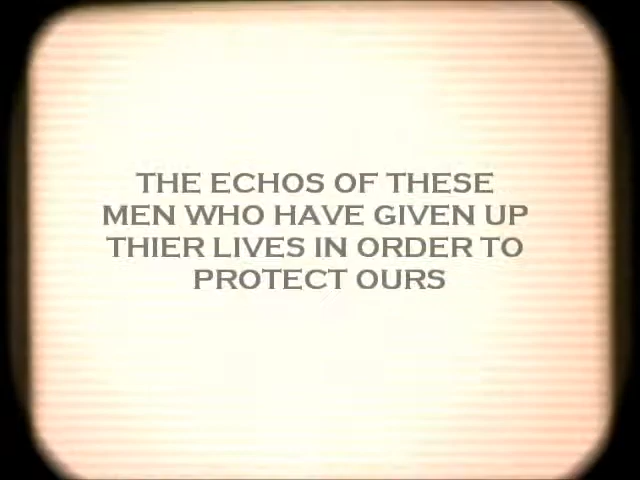 THE ECHOS OF THESE
MEN WHO HAVE GIVEN UP
THIER LIVES IN ORDER TO
PROTECT OURS